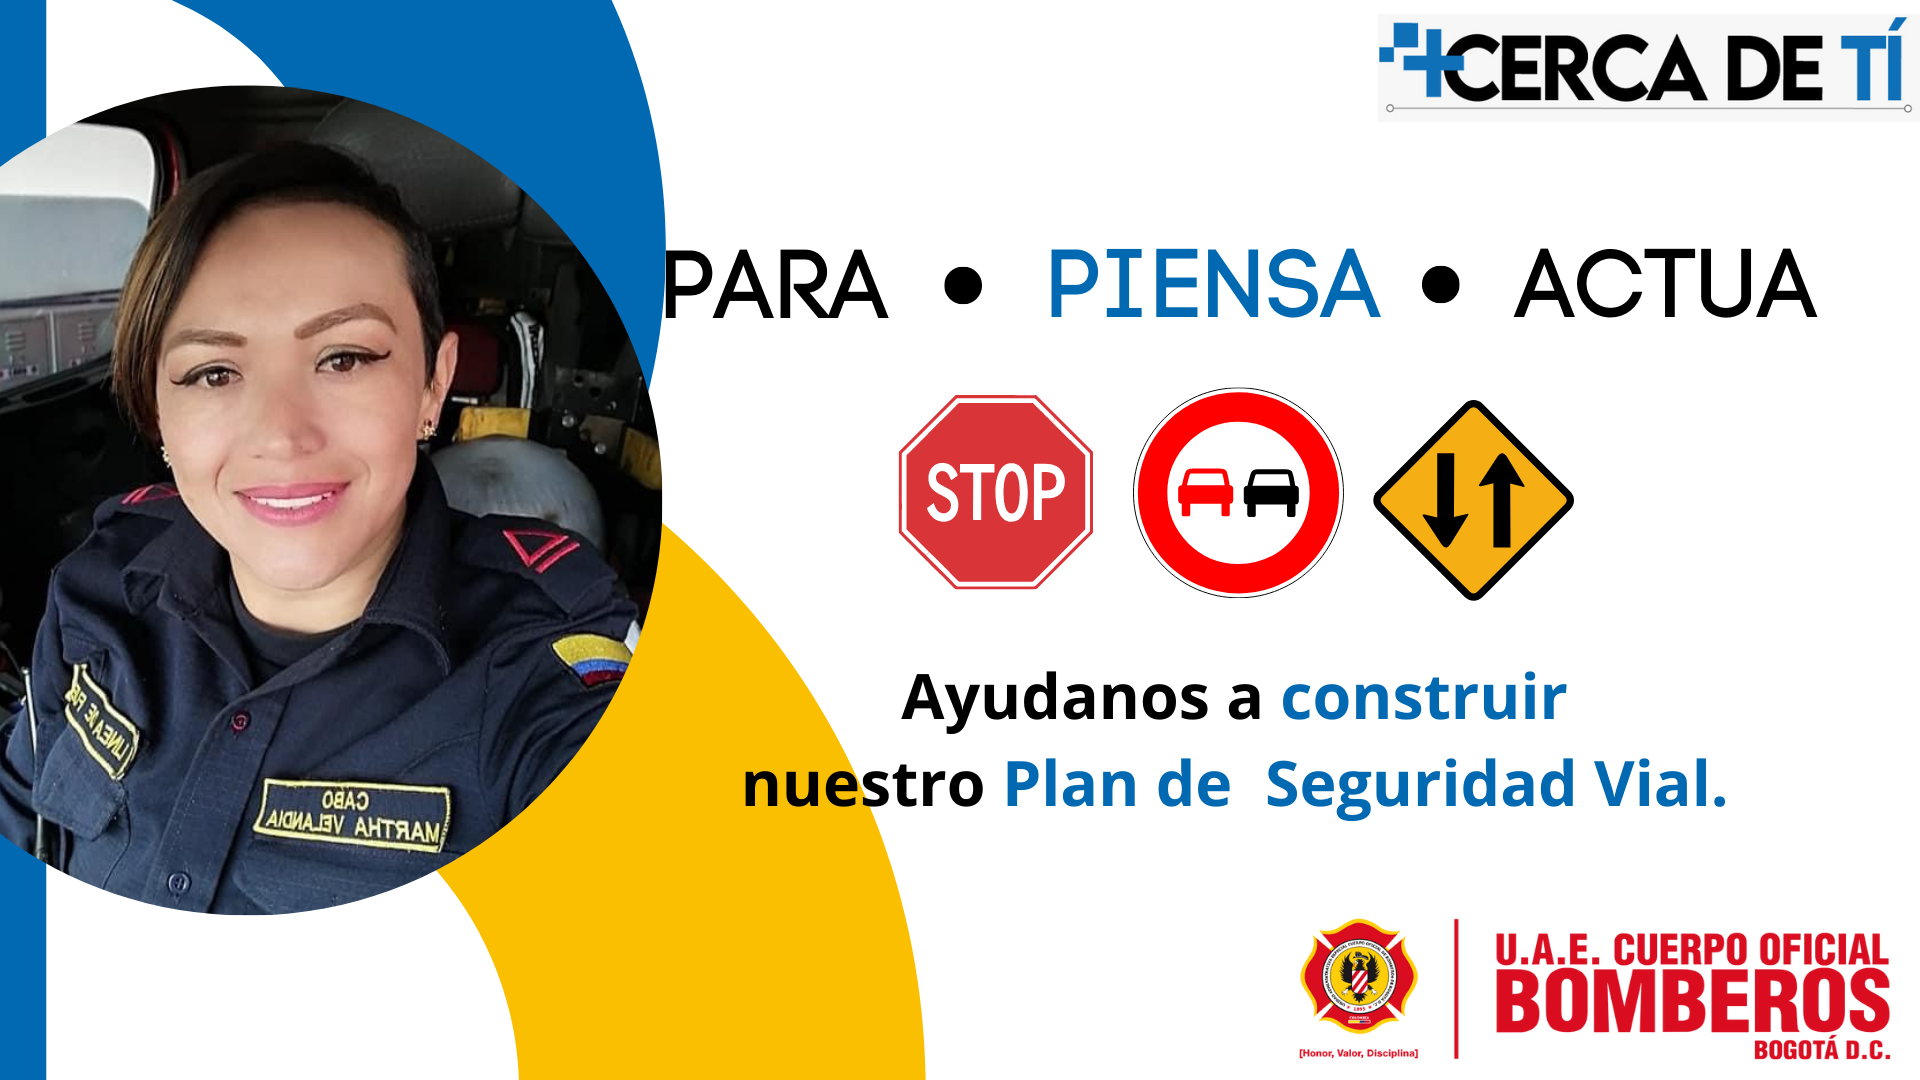 +CERCA DE TÍ
PARA • PIENSA • ACTUA
STOP
Ayudanos a construir
nuestro Plan de Seguridad Vial.
CABO
MARTHA VELANDIA
U.A.E. CUERPO OFICIAL
BOMBEROS
BOGOTÁ D.C.
[Honor, Valor, Disciplina]